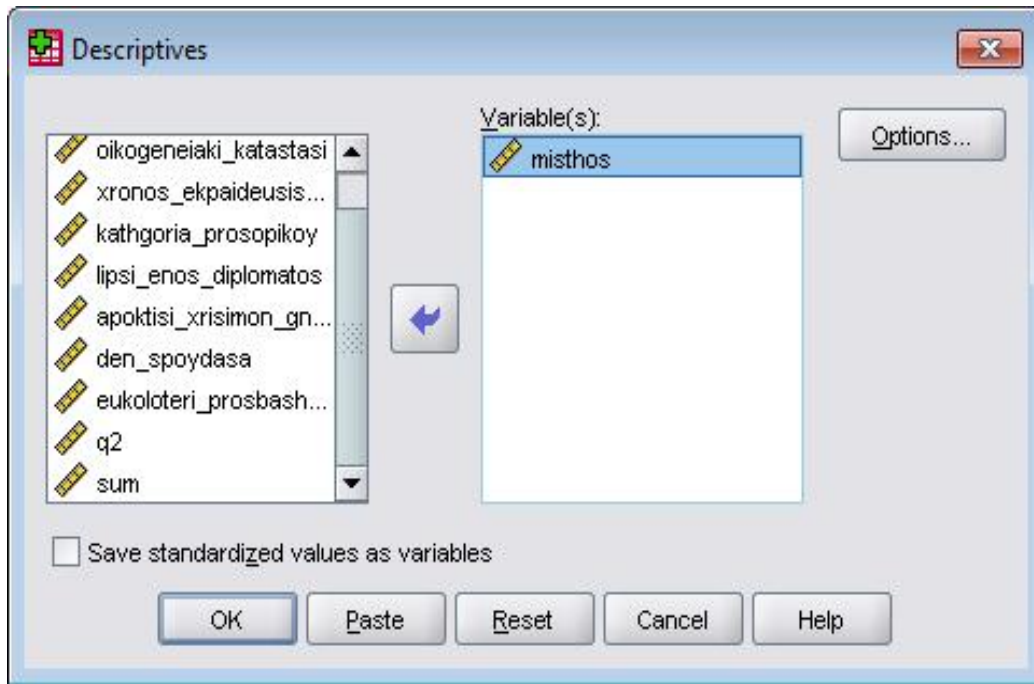 Descriptives
oikogeneiaki_katastasi
xronos_ekpaideusis...
kathgoria_prosopikoy
lipsi_enos_diplomatos
apoktisi_xrisimon_gn...
den_spoydasa
eukoloteri_prosbash...
q2
sum
Variable(s):
misthos
Options...
Save standardized values as variables
OK
Paste
Reset
Cancel
Help